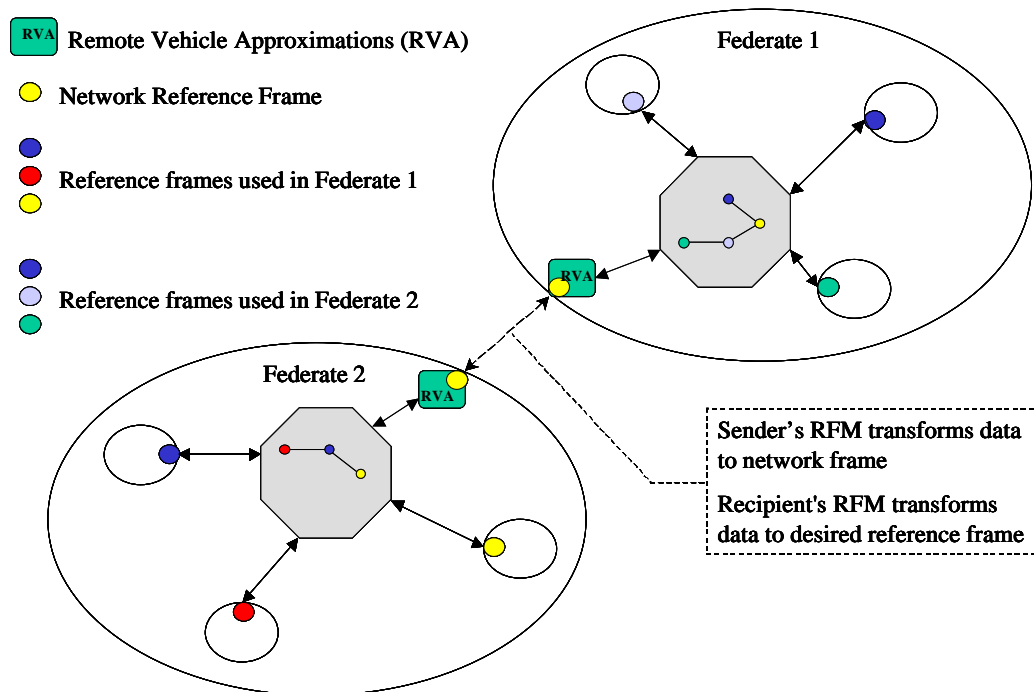 RVA
Remote Vehicle Approximations (RVA)
Network Reference Frame
Reference frames used in Federate 1
Reference frames used in Federate 2
Federate 1
RVA
Federate 2
RVA
Sender's RFM transforms data
to network frame
Recipient's RFM transforms
data to desired reference frame